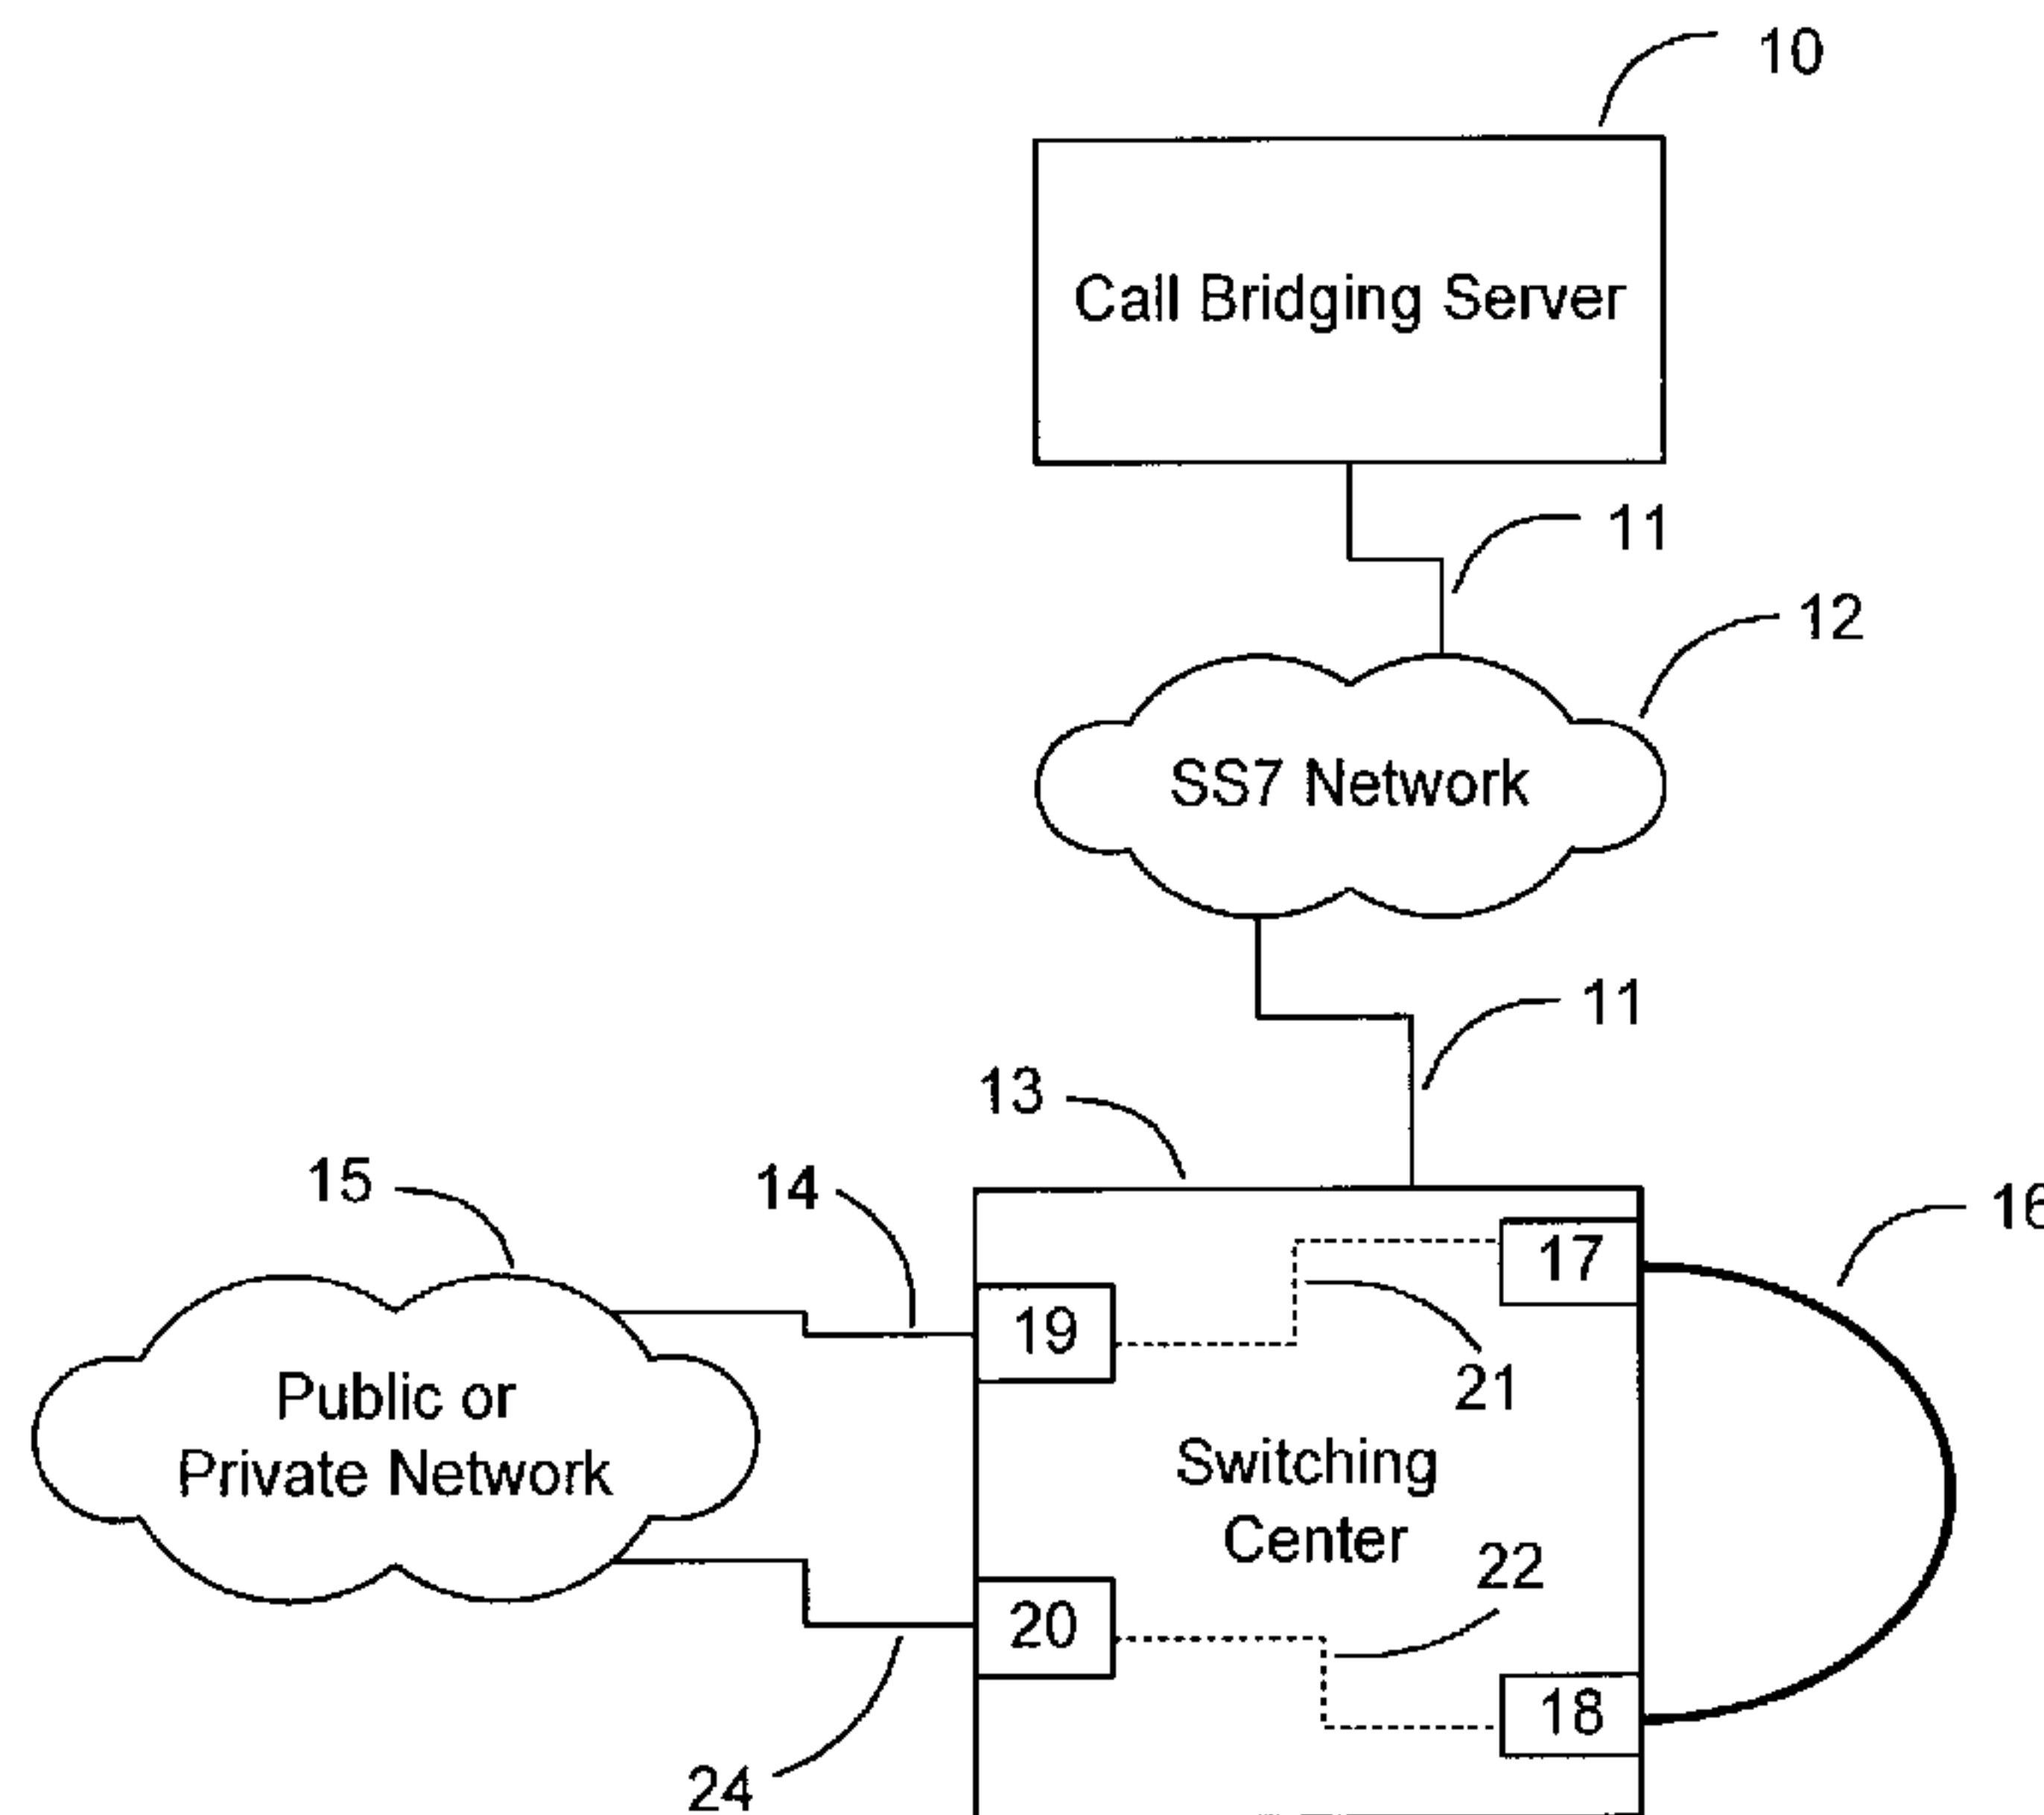 10
Call Bridging Server
11
12
SS7 Network
11
13
15
14
16
17
19
21
Public or
Private Network
Switching
Center
22
20
18
24